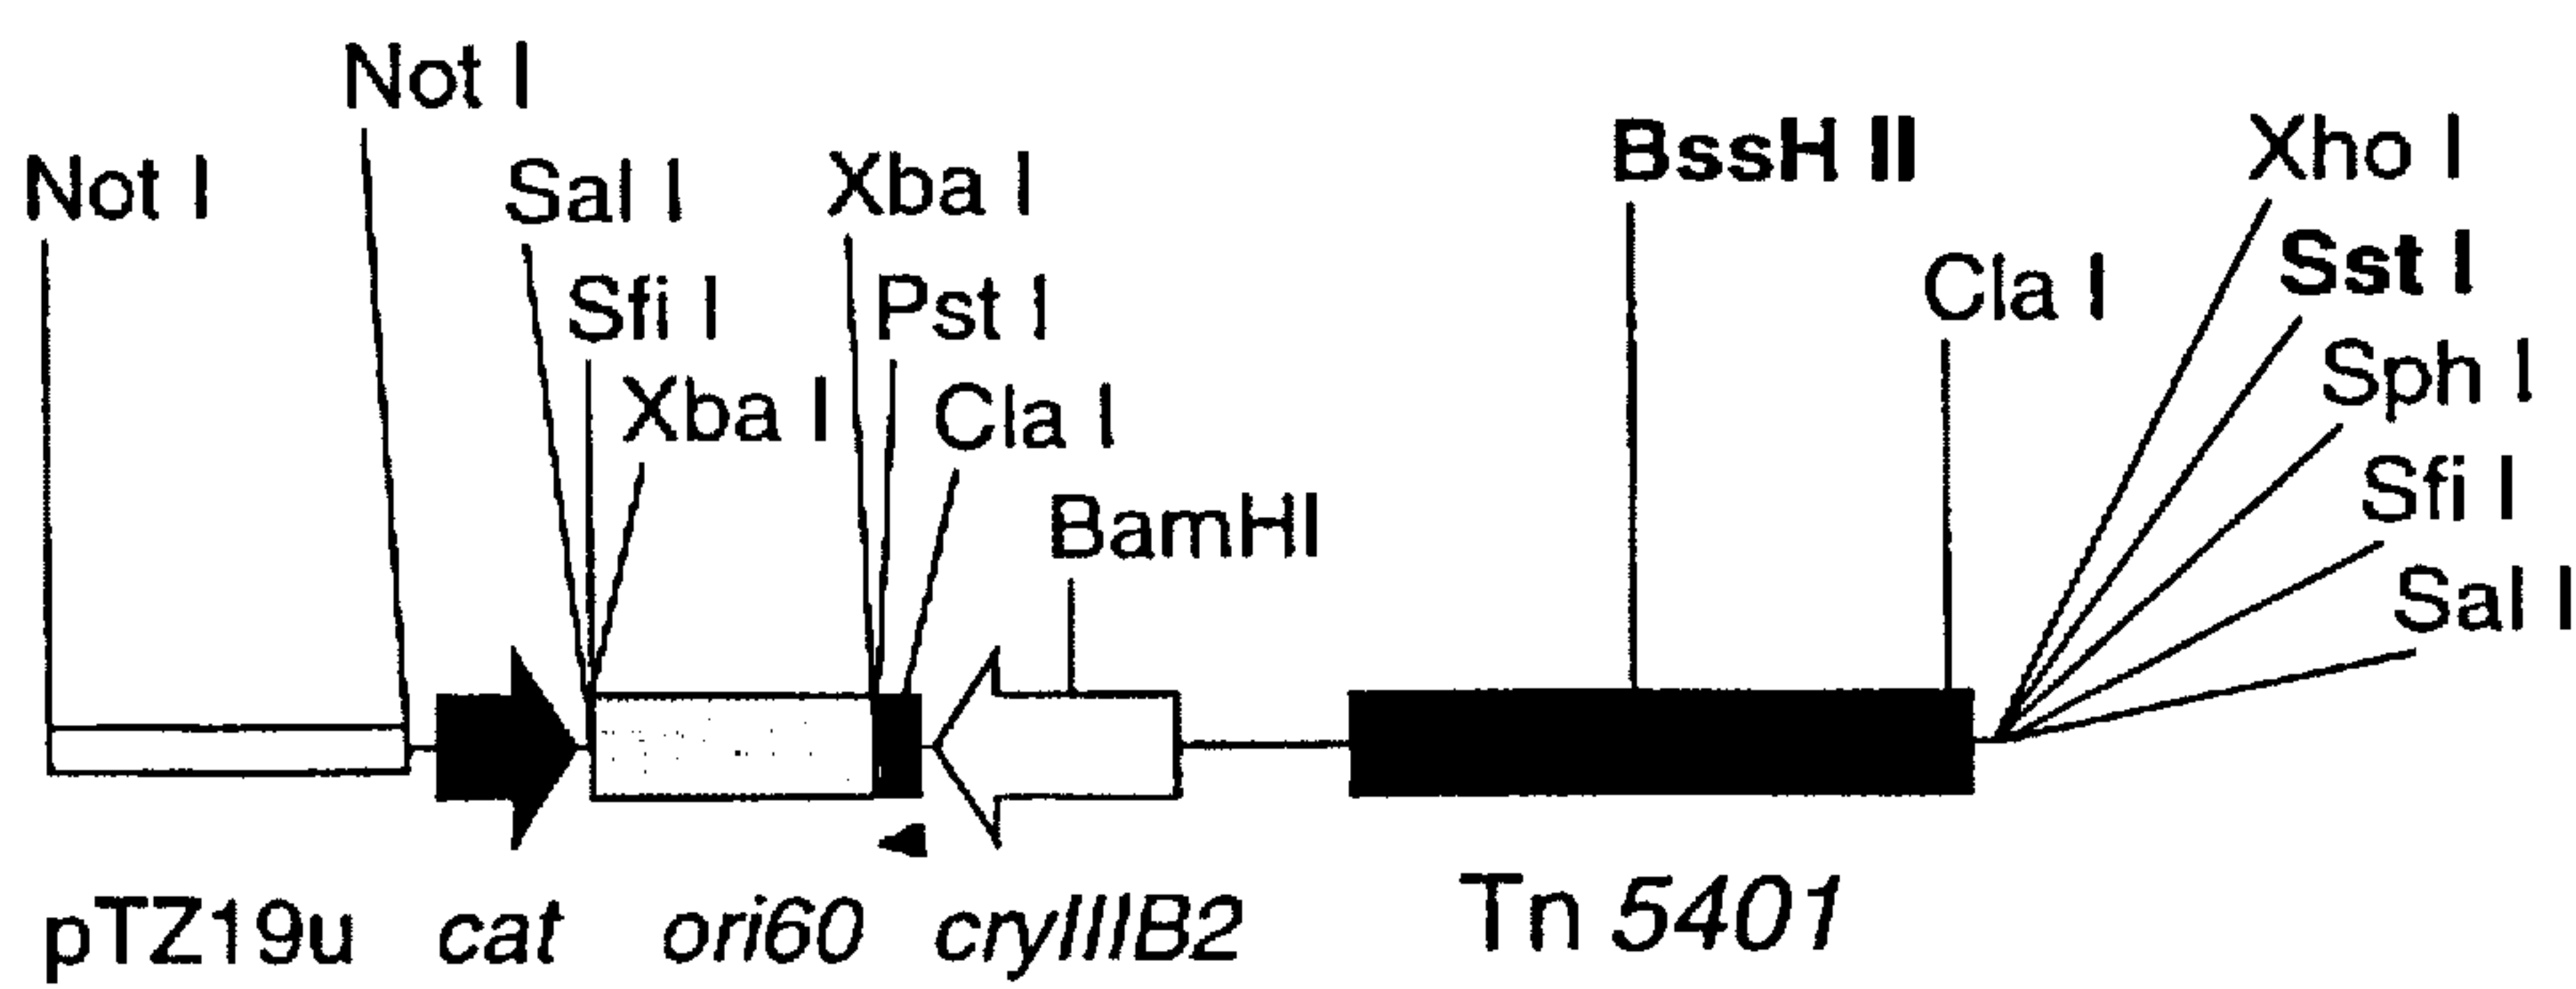 Not I
Not I
Sal I
Sfi I
Xba I
Xba I
Pst I
Cla I
BamHI
BssH II
Cla I
Xho I
Sst I
Sph I
Sfi I
Sal I
pTZ19u cat ori60 cryIIIB2 Tn 5401